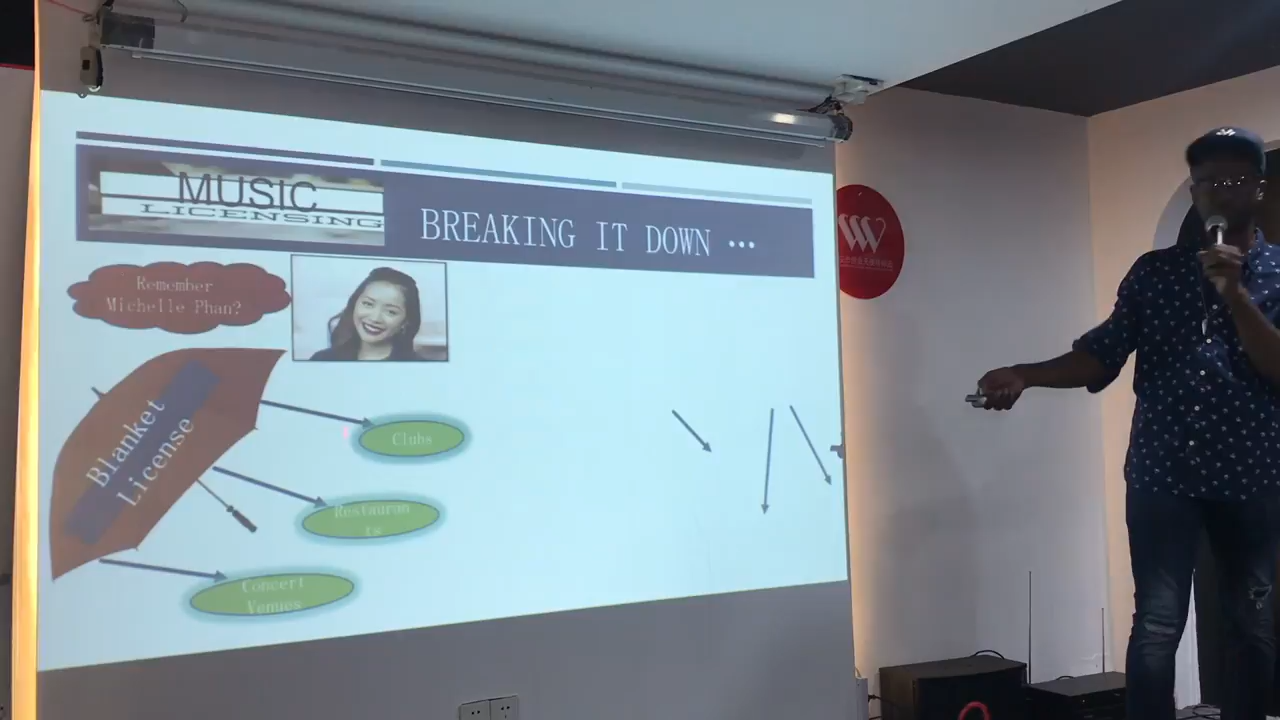 MUSIC
LICENSING
BREAKING IT DOWN ...
Remember
Michelle Phan?
Blanket
License
Clubs
Restauran
ts
Concert
Venues